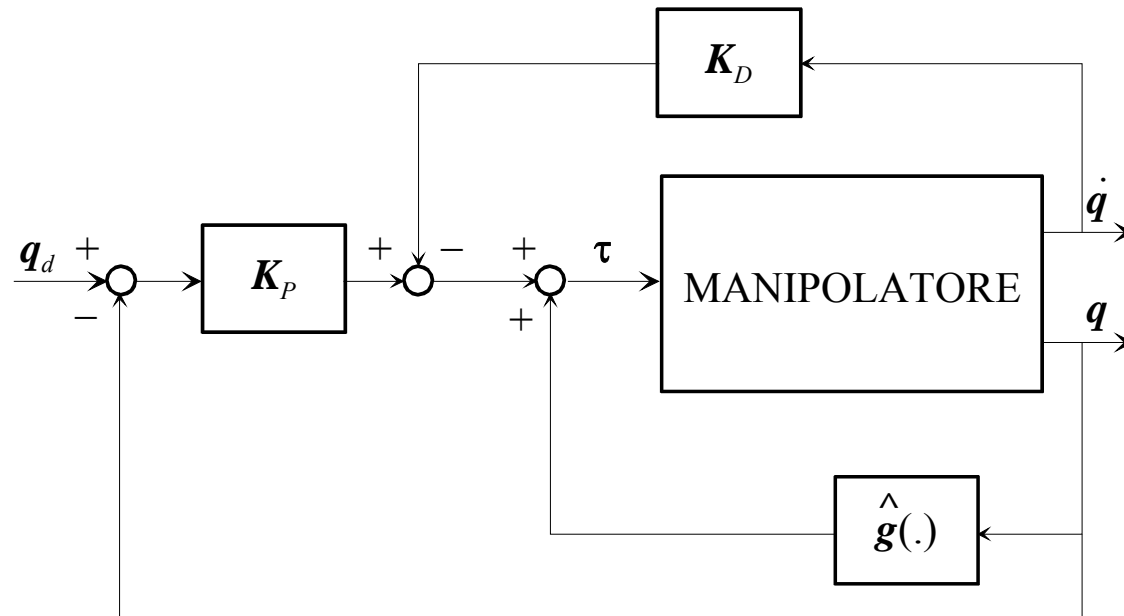 K_D
q̇
q_d
+
−
K_P
+
−
+
+
τ
MANIPOLATORE
q
ĝ(.)